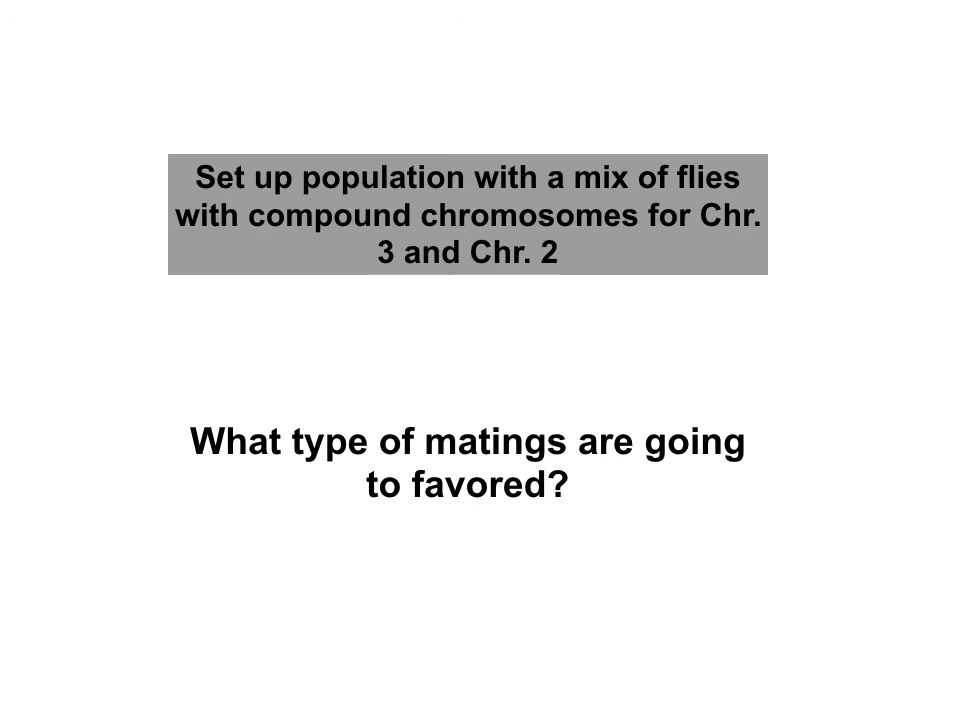 Set up population with a mix of flies
with compound chromosomes for Chr.
3 and Chr. 2
What type of matings are going
to favored?